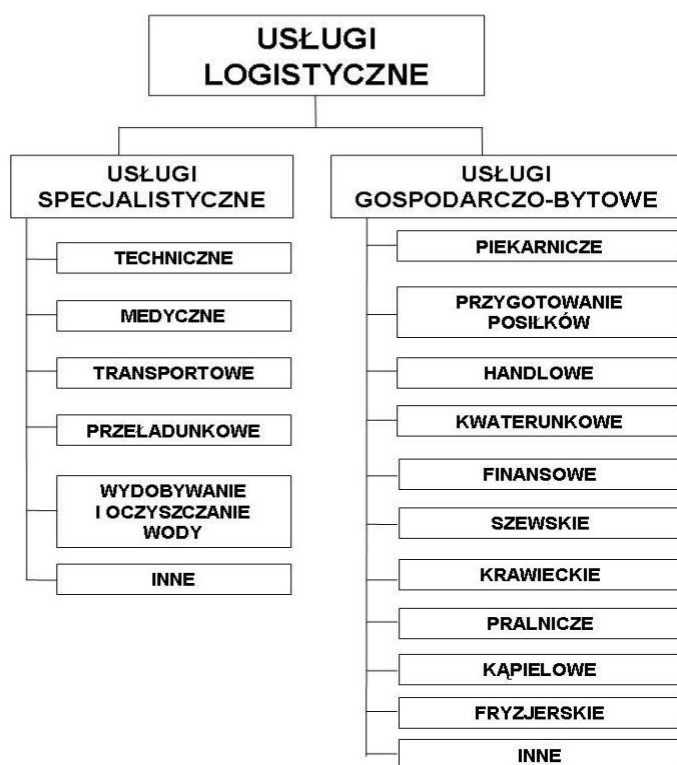 USŁUGI
LOGISTYCZNE
USŁUGI
SPECJALISTYCZNE
TECHNICZNE
MEDYCZNE
TRANSPORTOWE
PRZEŁADUNKOWE
WYDOBYWANIE
I OCZYSZCZANIE
WODY
INNE
USŁUGI
GOSPODARCZO-BYTOWE
PIEKARNICZE
PRZYGOTOWANIE
POSIŁKÓW
HANDLOWE
KWATERUNKOWE
FINANSOWE
SZEWSKIE
KRAWIECKIE
PRALNICZE
KĄPIELOWE
FRYZJERSKIE
INNE